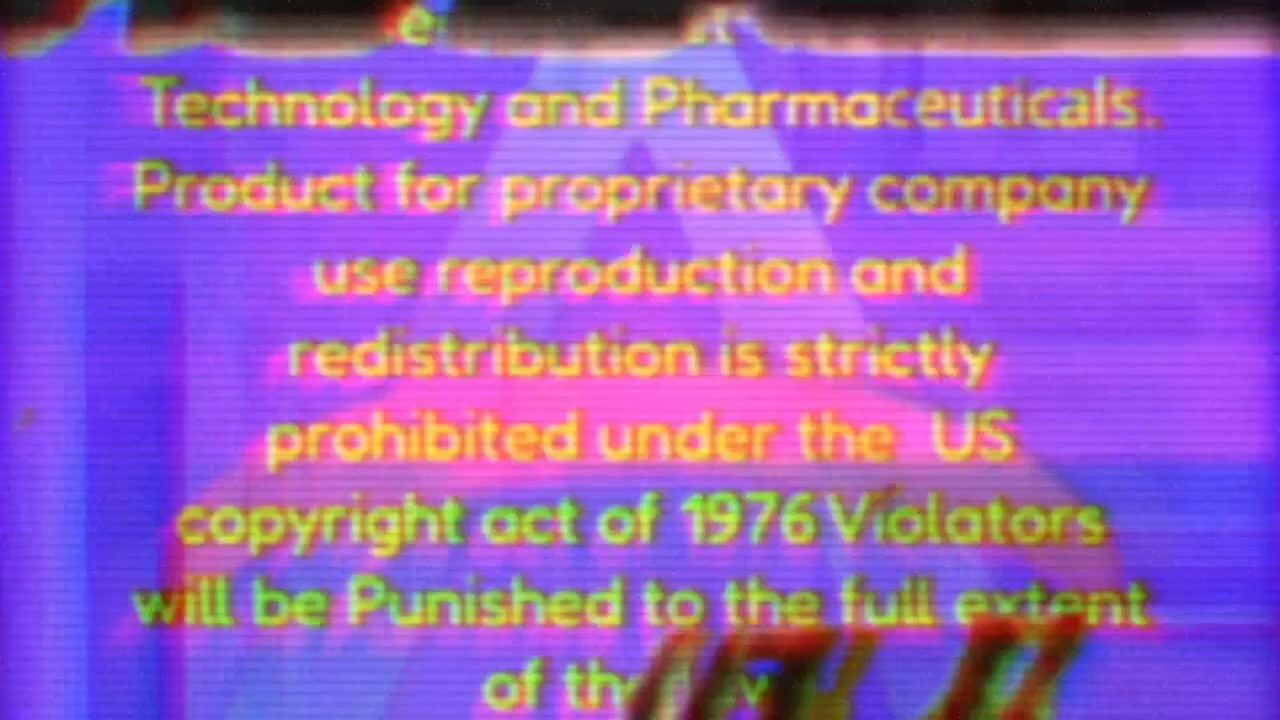 Technology and Pharmaceuticals.
Product for proprietary company
use reproduction and
redistribution is strictly
prohibited under the US
copyright act of 1976 Violators
will be Punished to the full extent
of the